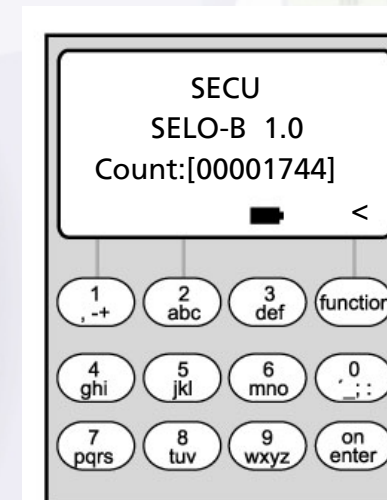 SECU
SELO-B 1.0
Count:[00001744]
<
1 2 3 function
, -+ abc def
4 5 6 0
ghi jkl mno ´_; :
7 8 9 on
pqrs tuv wxyz enter